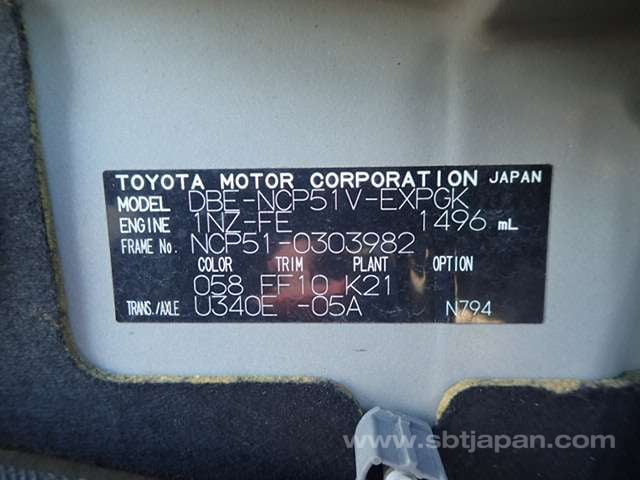 TOYOTA MOTOR CORPORATION JAPAN
MODEL DBE-NCP51V-EXPGK
ENGINE 1NZ-FE 1496 mL
FRAME No. NCP51-0303982
COLOR TRIM PLANT OPTION
058 FF10 K21
TRANS./AXLE U340E -05A N794
www.sbtjapan.com